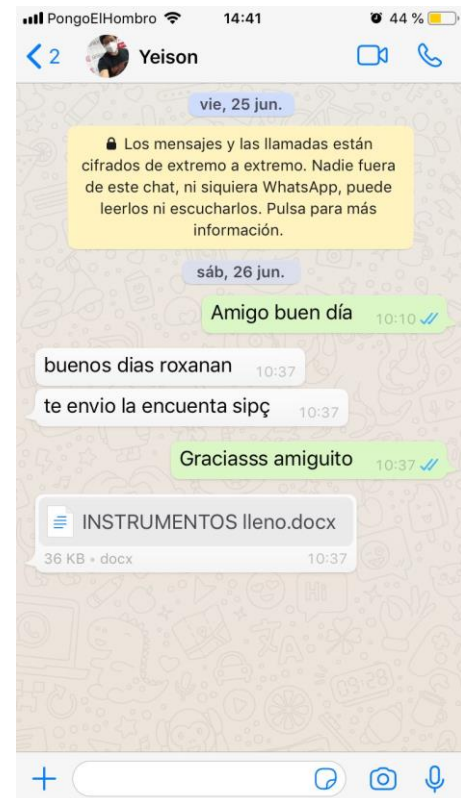 PongoElHombro 14:41 44 %
2 Yeison
vie, 25 jun.
Los mensajes y las llamadas están
cifrados de extremo a extremo. Nadie fuera
de este chat, ni siquiera WhatsApp, puede
leerlos ni escucharlos. Pulsa para más
información.
sáb, 26 jun.
Amigo buen día 10:10
buenos dias roxanan 10:37
te envio la encuenta sipç 10:37
Graciasss amiguito 10:37
INSTRUMENTOS lleno.docx
36 KB • docx 10:37